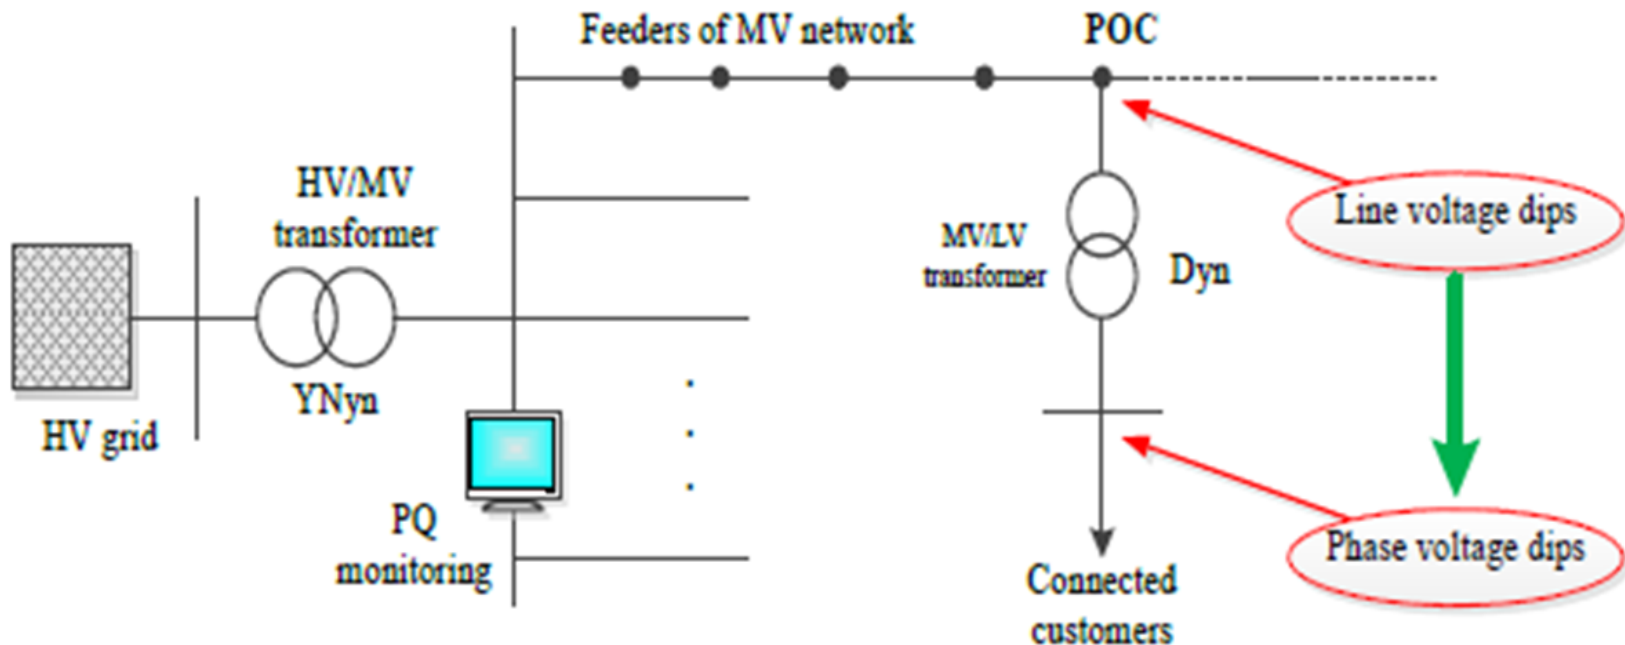 Feeders of MV network
POC
HV/MV
transformer
Line voltage dips
MV/LV
transformer
Dyn
YNyn
HV grid
PQ
monitoring
Phase voltage dips
Connected
customers